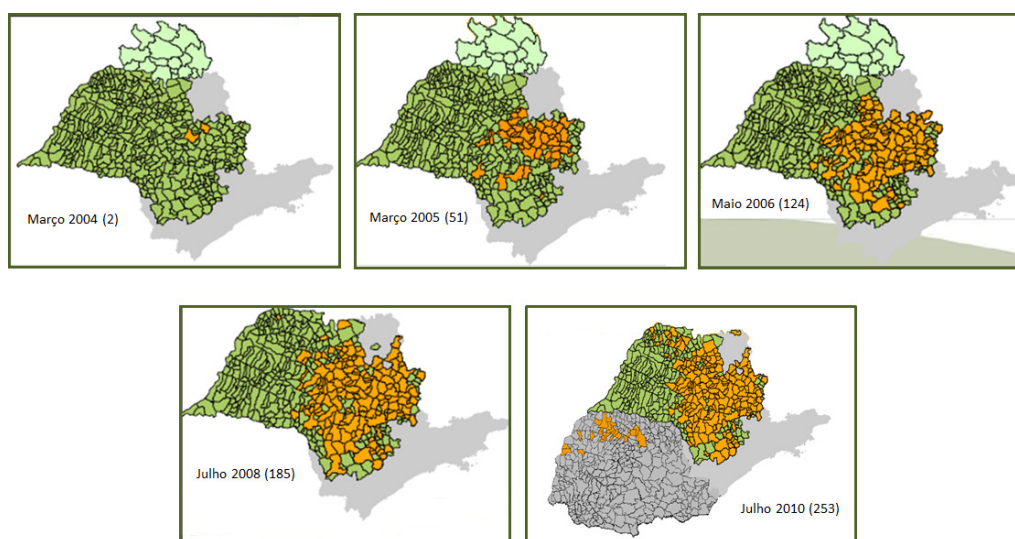 Março 2004 (2)
Março 2005 (51)
Maio 2006 (124)
Julho 2008 (185)
Julho 2010 (253)